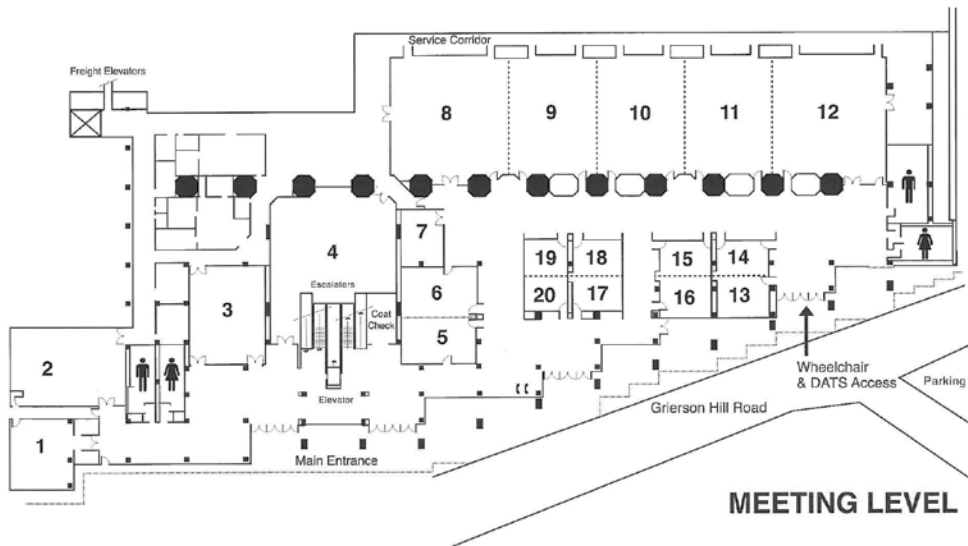 Service Corridor
Freight Elevators
8
9
10
11
12
4
7
19
18
15
14
3
Escalators
6
20
17
16
13
Coat
Check
5
2
Wheelchair
& DATS Access
Parking
Elevator
Grierson Hill Road
1
Main Entrance
MEETING LEVEL